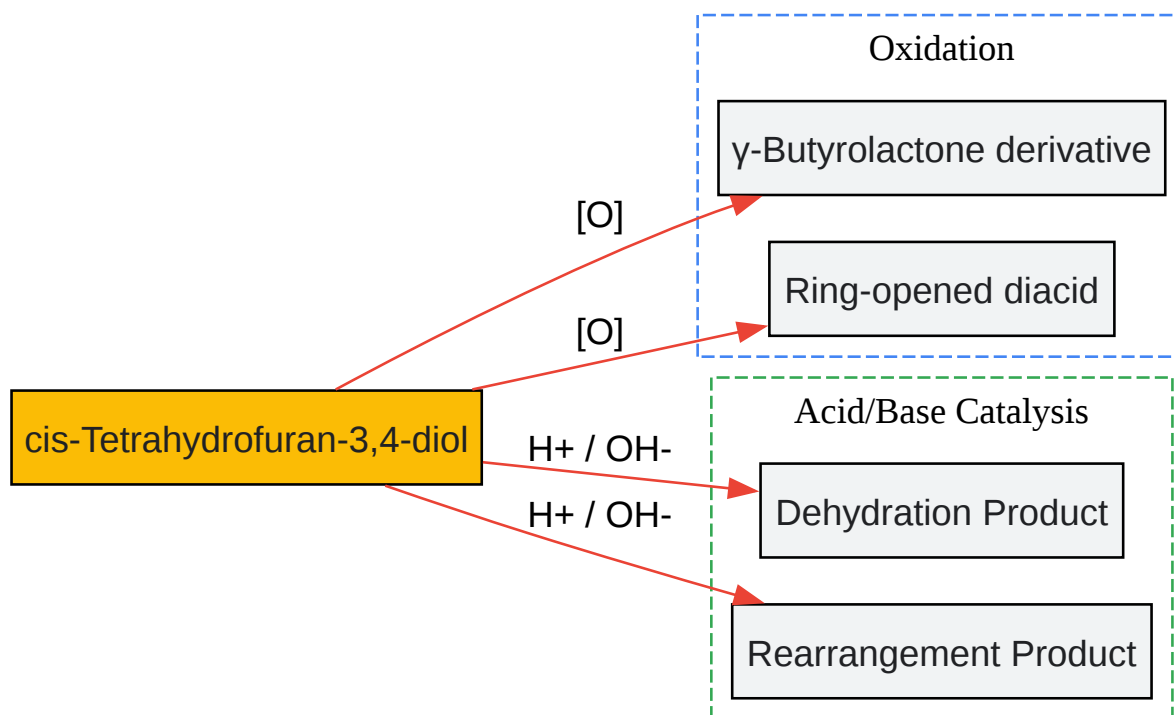 Oxidation
γ-Butyrolactone derivative
[O]
Ring-opened diacid
[O]
cis-Tetrahydrofuran-3,4-diol
Acid/Base Catalysis
H+ / OH-
Dehydration Product
H+ / OH-
Rearrangement Product